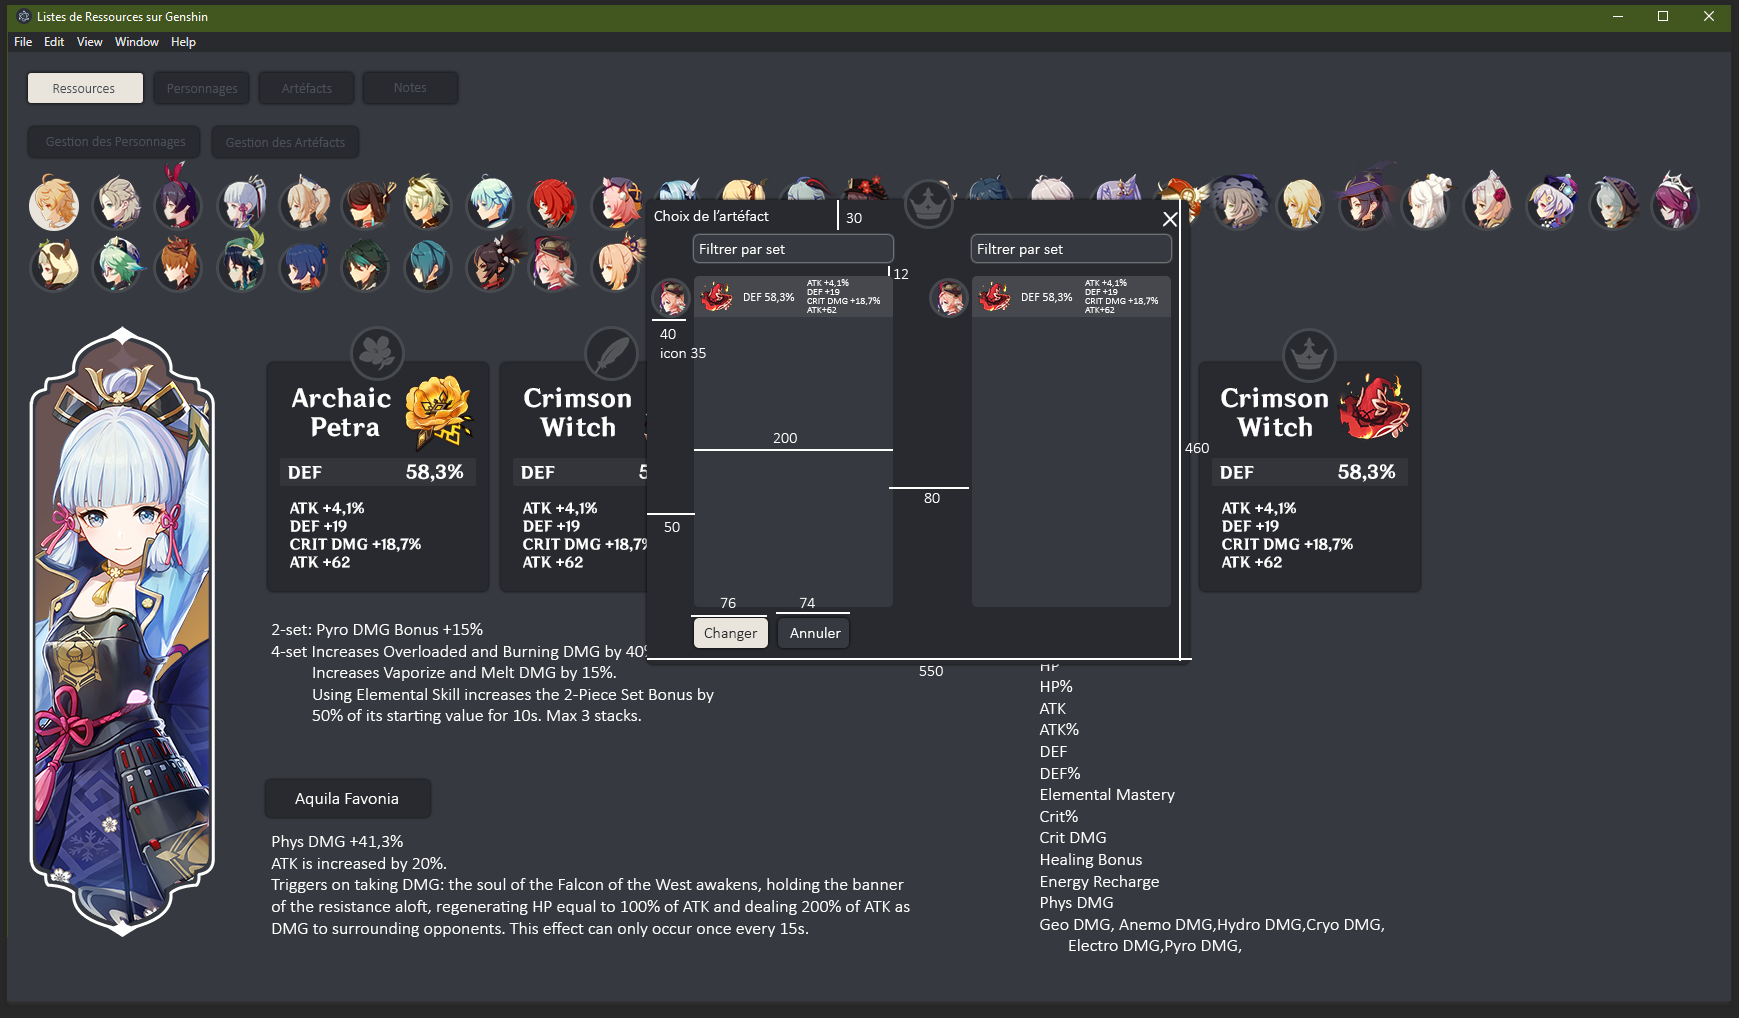 Listes de Ressources sur Genshin
File Edit View Window Help
Ressources Personnages Artéfacts Notes
Gestion des Personnages Gestion des Artéfacts
Choix de l'artéfact
30
Filtrer par set
Filtrer par set
12
DEF 58,3%
ATK +4,1%
DEF +19
CRIT DMG +18,7%
ATK+62
DEF 58,3%
ATK +4,1%
DEF +19
CRIT DMG +18,7%
ATK+62
40
icon 35
200
460
80
50
76
74
Changer
Annuler
550
Archaic
Petra
DEF 58,3%
ATK +4,1%
DEF +19
CRIT DMG +18,7%
ATK +62
Crimson
Witch
DEF 5
ATK +4,1%
DEF +19
CRIT DMG +18,7%
ATK +62
Crimson
Witch
DEF 58,3%
ATK +4,1%
DEF +19
CRIT DMG +18,7%
ATK +62
2-set: Pyro DMG Bonus +15%
4-set Increases Overloaded and Burning DMG by 40%
Increases Vaporize and Melt DMG by 15%.
Using Elemental Skill increases the 2-Piece Set Bonus by
50% of its starting value for 10s. Max 3 stacks.
Aquila Favonia
Phys DMG +41,3%
ATK is increased by 20%.
Triggers on taking DMG: the soul of the Falcon of the West awakens, holding the banner
of the resistance aloft, regenerating HP equal to 100% of ATK and dealing 200% of ATK as
DMG to surrounding opponents. This effect can only occur once every 15s.
HP
HP%
ATK
ATK%
DEF
DEF%
Elemental Mastery
Crit%
Crit DMG
Healing Bonus
Energy Recharge
Phys DMG
Geo DMG, Anemo DMG,Hydro DMG,Cryo DMG,
Electro DMG,Pyro DMG,